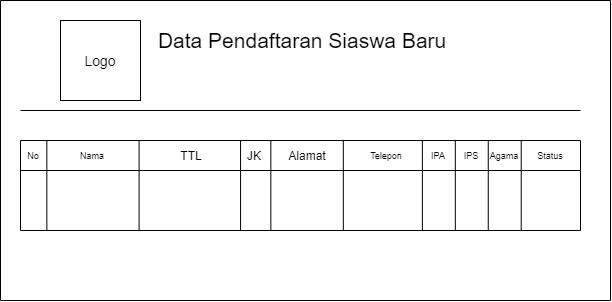 Logo
Data Pendaftaran Siaswa Baru
No Nama TTL JK Alamat Telepon IPA IPS Agama Status